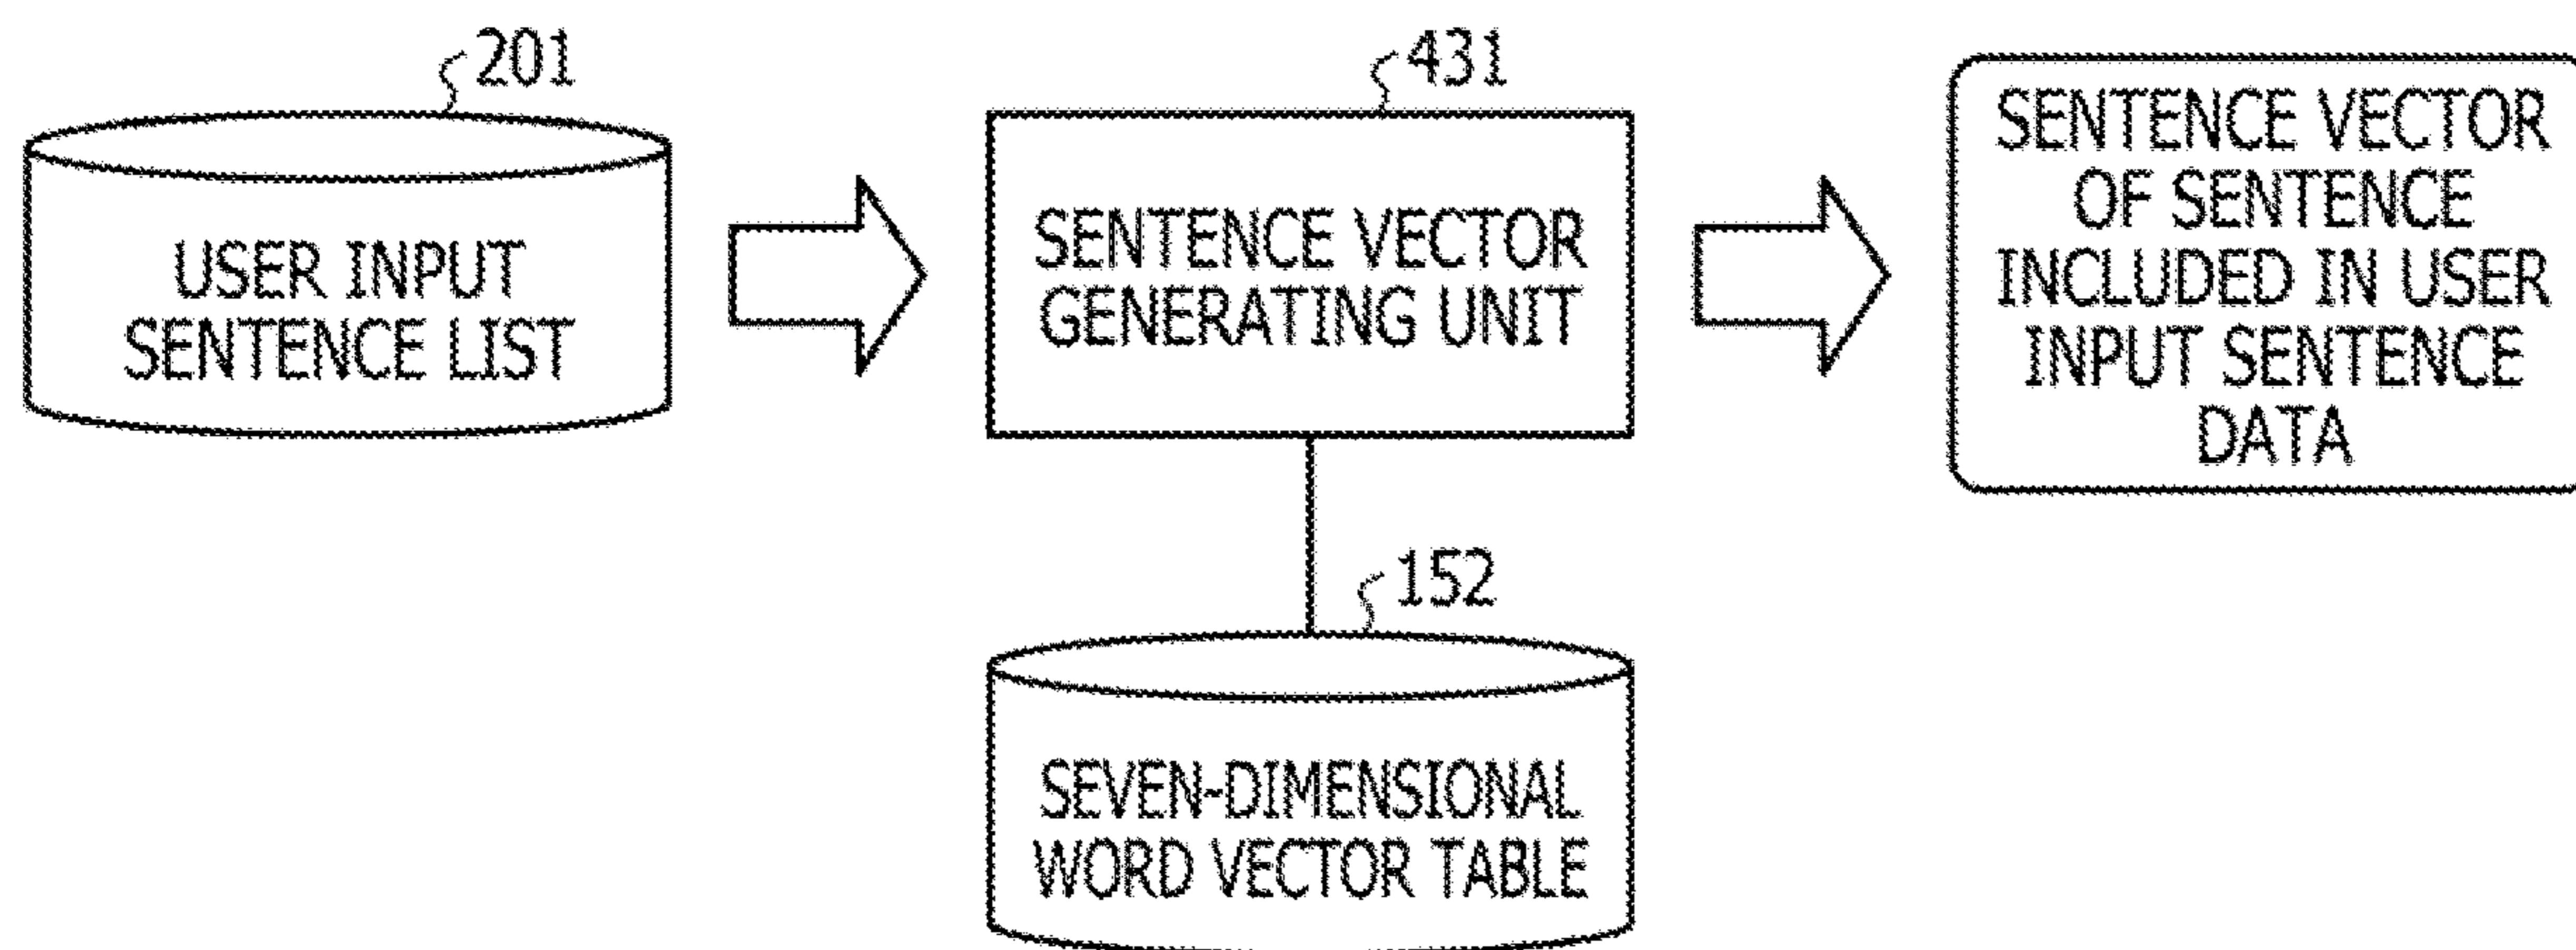 201
USER INPUT
SENTENCE LIST
431
SENTENCE VECTOR
GENERATING UNIT
SENTENCE VECTOR
OF SENTENCE
INCLUDED IN USER
INPUT SENTENCE
DATA
152
SEVEN-DIMENSIONAL
WORD VECTOR TABLE